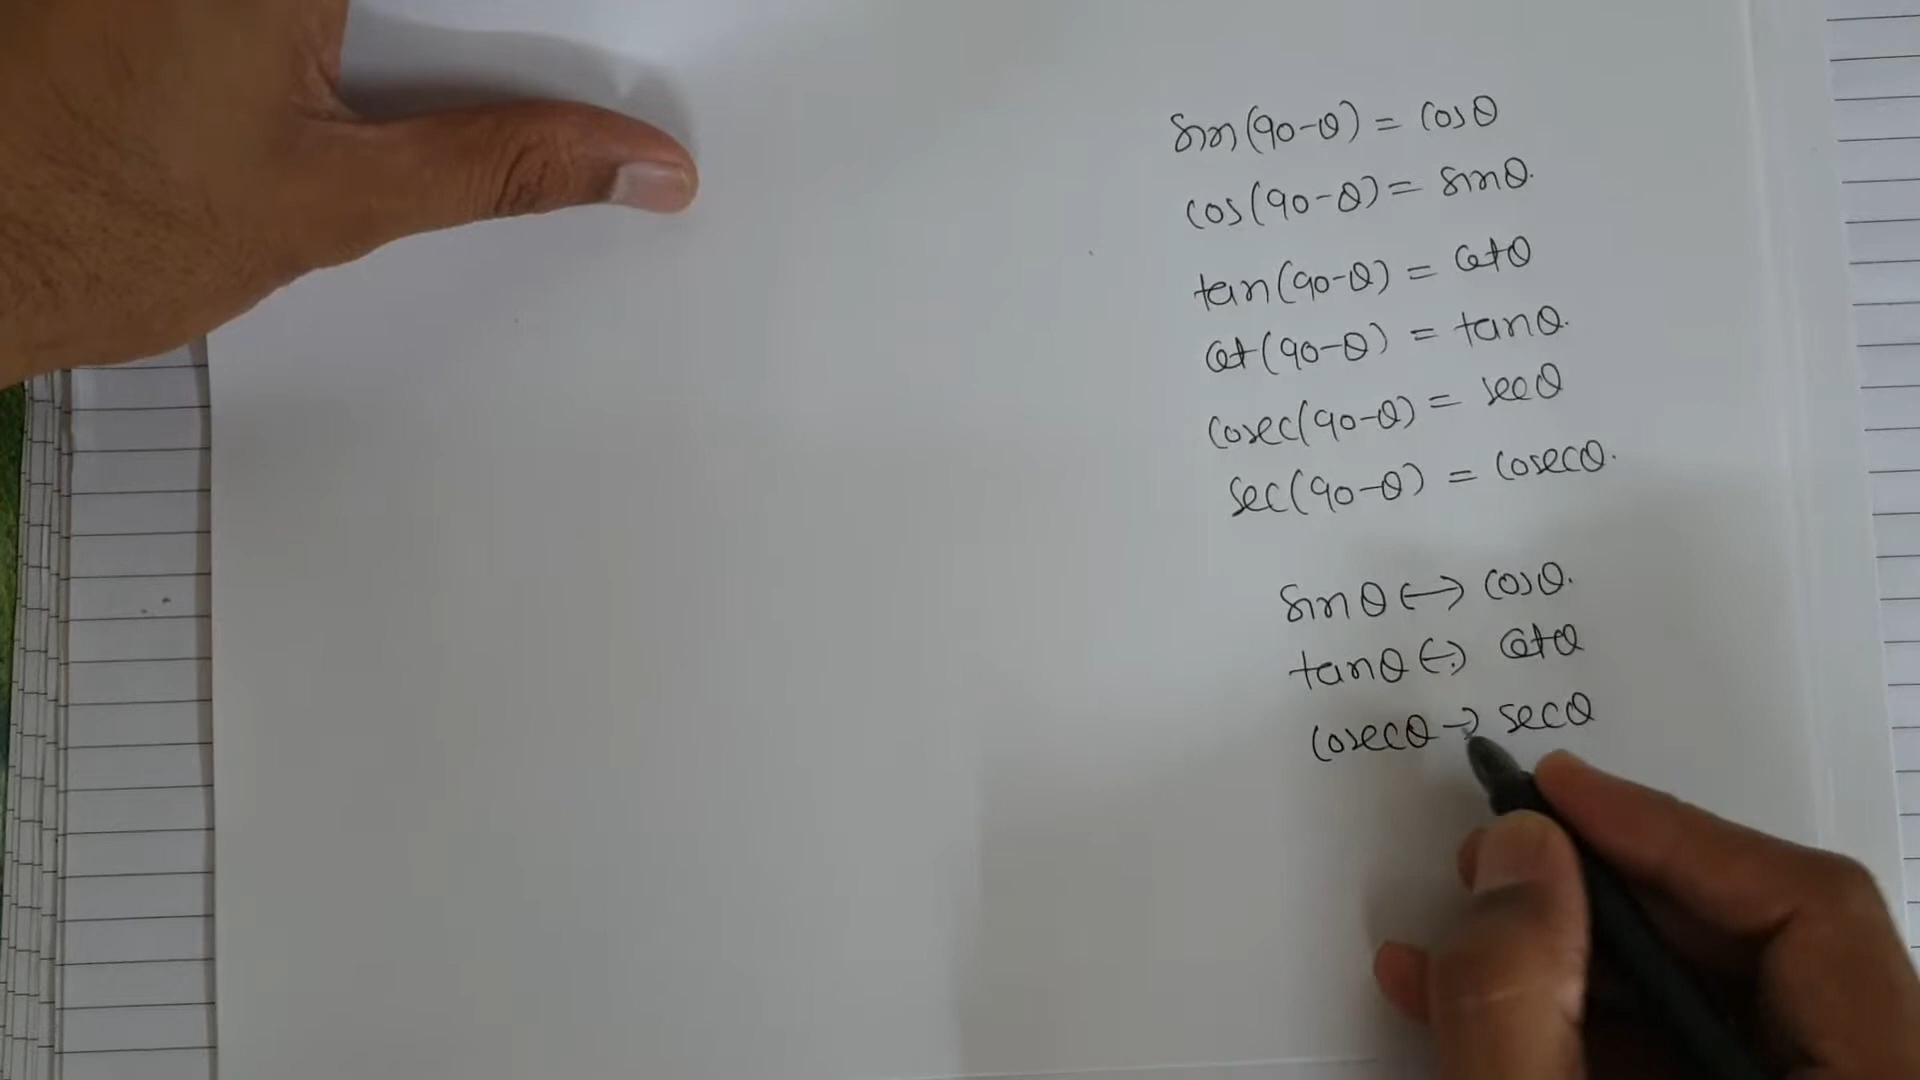 sin(90-θ) = cosθ
cos(90-θ) = sinθ.
tan(90-θ) = cotθ
cot(90-θ) = tanθ.
cosec(90-θ) = secθ
sec(90-θ) = cosecθ.
sinθ ↔ cosθ.
tanθ ↔ cotθ
cosecθ → secθ